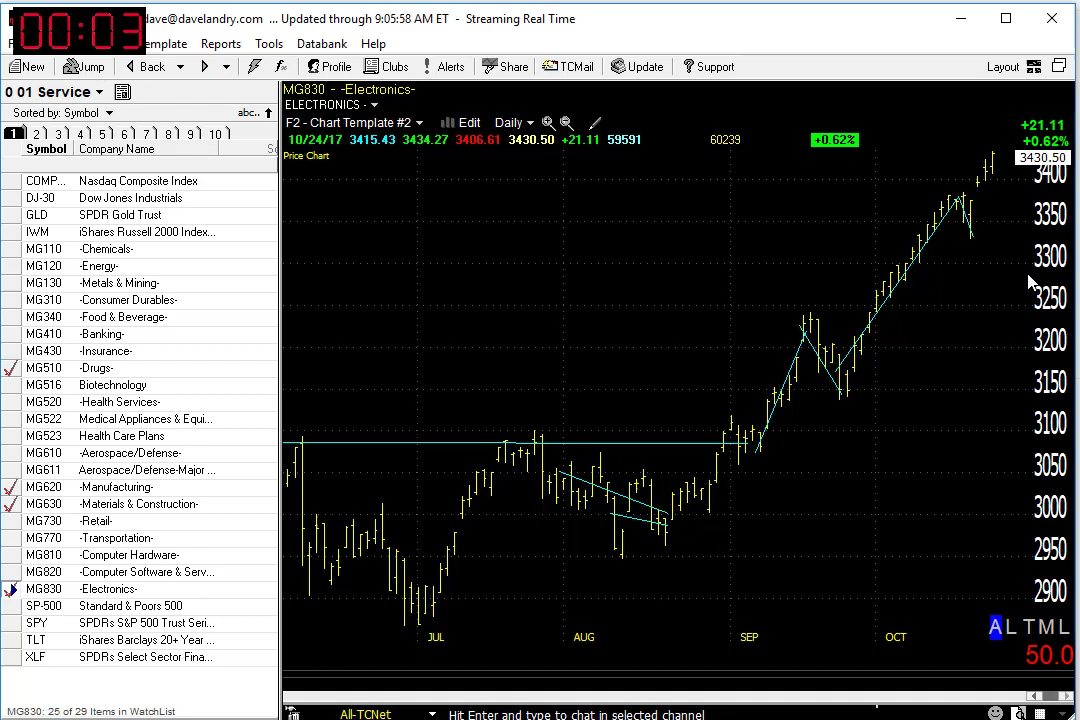 00:03
dave@davelandry.com ... Updated through 9:05:58 AM ET - Streaming Real Time
emplate Reports Tools Databank Help
New Jump Back Profile Clubs Alerts Share TCMail Update Support Layout
0 01 Service
Sorted by: Symbol abc..
1 2 3 4 5 6 7 8 9 10
Symbol Company Name
COMP... Nasdaq Composite Index
DJ-30 Dow Jones Industrials
GLD SPDR Gold Trust
IWM iShares Russell 2000 Index...
MG110 -Chemicals-
MG120 -Energy-
MG130 -Metals & Mining-
MG310 -Consumer Durables-
MG340 -Food & Beverage-
MG410 -Banking-
MG430 -Insurance-
MG510 -Drugs-
MG516 Biotechnology
MG520 -Health Services-
MG522 Medical Appliances & Equi...
MG523 Health Care Plans
MG610 -Aerospace/Defense-
MG611 Aerospace/Defense-Major ...
MG620 -Manufacturing-
MG630 -Materials & Construction-
MG730 -Retail-
MG770 -Transportation-
MG810 -Computer Hardware-
MG820 -Computer Software & Serv...
MG830 -Electronics-
SP-500 Standard & Poors 500
SPY SPDRs S&P 500 Trust Seri...
TLT iShares Barclays 20+ Year ...
XLF SPDRs Select Sector Fina...
MG830: 25 of 29 Items in WatchList
MG830 - -Electronics-
ELECTRONICS -
F2 - Chart Template #2 Edit Daily
10/24/17 3415.43 3434.27 3406.61 3430.50 +21.11 59591 60239 +0.62%
Price Chart
+21.11
+0.62%
3430.50
3400
3350
3300
3250
3200
3150
3100
3050
3000
2950
2900
JUL AUG SEP OCT
A L T M L
50.0
All-TCNet Hit Enter and type to chat in selected channel